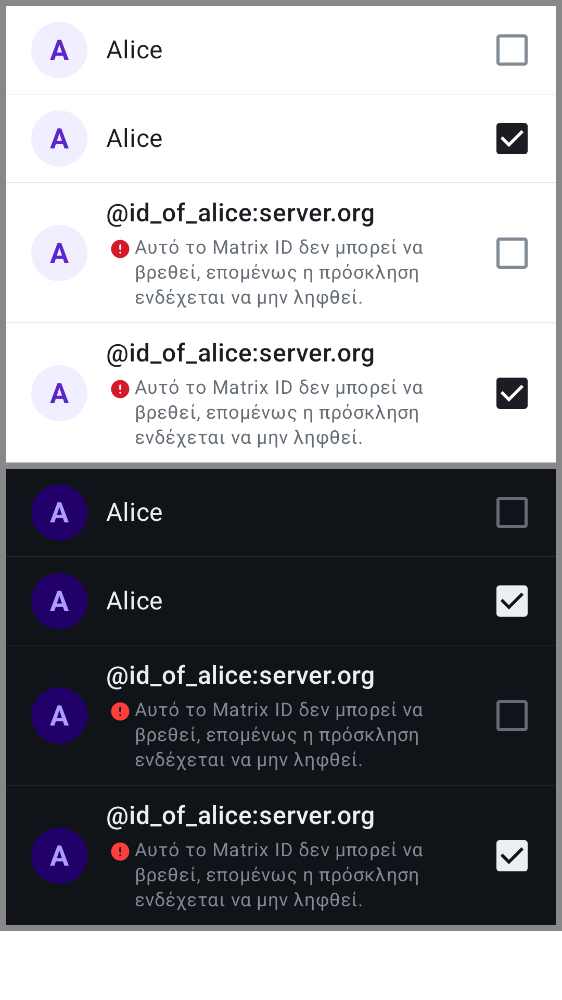 A Alice
A Alice
@id_of_alice:server.org
A Αυτό το Matrix ID δεν μπορεί να
βρεθεί, επομένως η πρόσκληση
ενδέχεται να μην ληφθεί.
@id_of_alice:server.org
A Αυτό το Matrix ID δεν μπορεί να
βρεθεί, επομένως η πρόσκληση
ενδέχεται να μην ληφθεί.
A Alice
A Alice
@id_of_alice:server.org
A Αυτό το Matrix ID δεν μπορεί να
βρεθεί, επομένως η πρόσκληση
ενδέχεται να μην ληφθεί.
@id_of_alice:server.org
A Αυτό το Matrix ID δεν μπορεί να
βρεθεί, επομένως η πρόσκληση
ενδέχεται να μην ληφθεί.